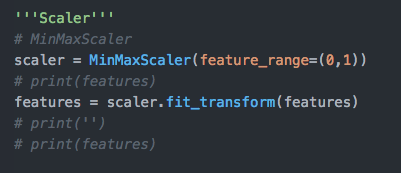 '''Scaler'''
# MinMaxScaler
scaler = MinMaxScaler(feature_range=(0,1))
# print(features)
features = scaler.fit_transform(features)
# print('')
# print(features)